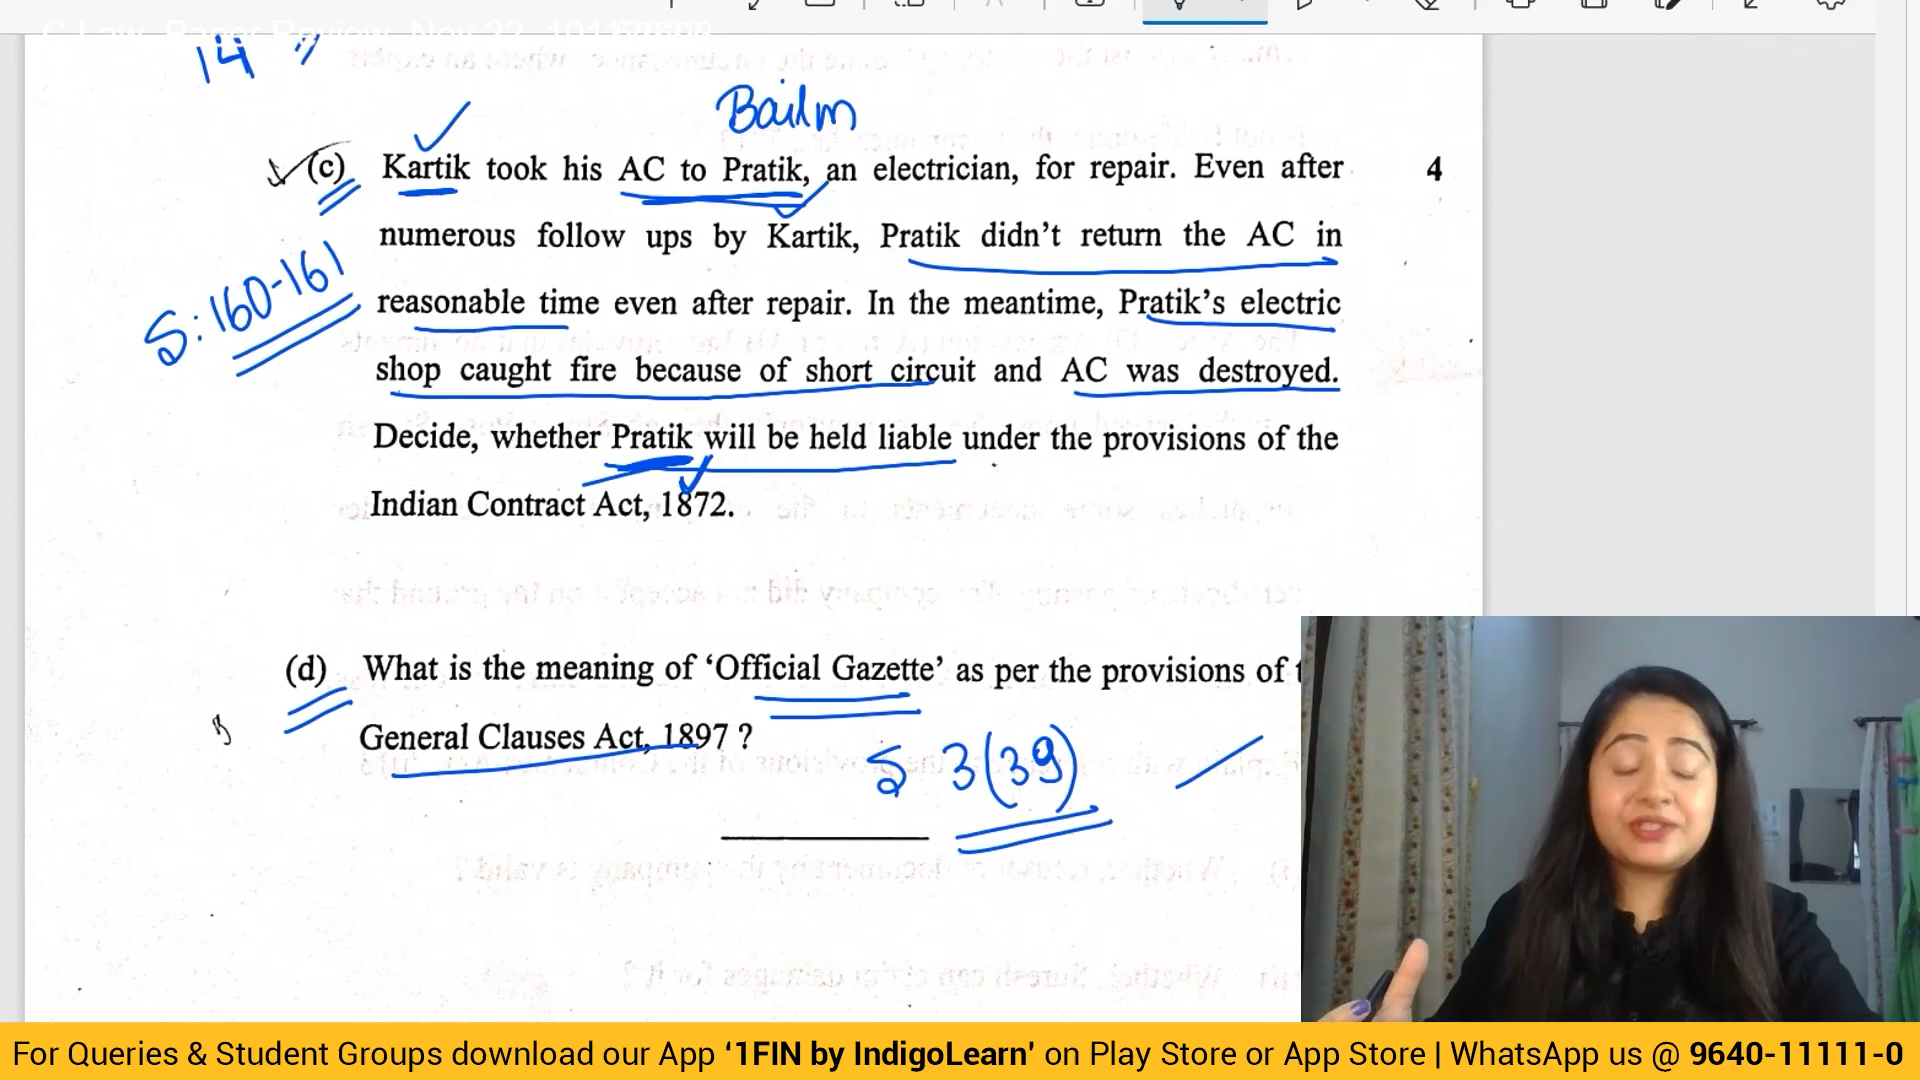 14
Bailm
(c) Kartik took his AC to Pratik, an electrician, for repair. Even after 4
numerous follow ups by Kartik, Pratik didn't return the AC in
S: 160-161
reasonable time even after repair. In the meantime, Pratik's electric
shop caught fire because of short circuit and AC was destroyed.
Decide, whether Pratik will be held liable under the provisions of the
Indian Contract Act, 1872.
(d) What is the meaning of 'Official Gazette' as per the provisions of
General Clauses Act, 1897 ?
S 3(39)
For Queries & Student Groups download our App '1FIN by IndigoLearn' on Play Store or App Store | WhatsApp us @ 9640-11111-0